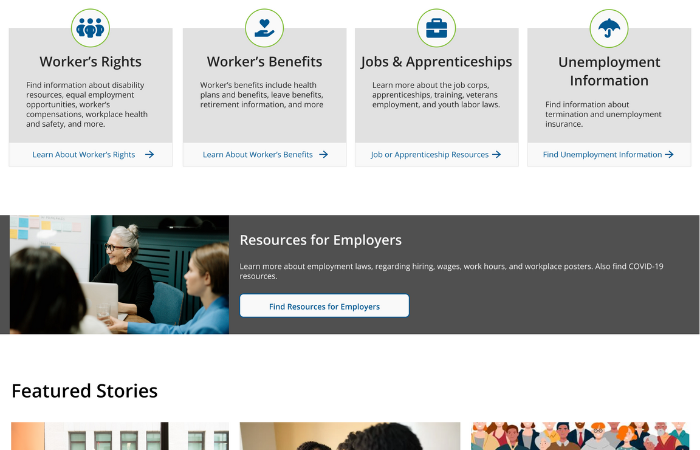 Worker's Rights
Find information about disability
resources, equal employment
opportunities, worker's
compensations, workplace health
and safety, and more.
Learn About Worker's Rights
Worker's Benefits
Worker's benefits include health
plans and benefits, leave benefits,
retirement information, and more
Learn About Worker's Benefits
Jobs & Apprenticeships
Learn more about the job corps,
apprenticeships, training, veterans
employment, and youth labor laws.
Job or Apprenticeship Resources
Unemployment
Information
Find information about
termination and unemployment
insurance.
Find Unemployment Information
Resources for Employers
Learn more about employment laws, regarding hiring, wages, work hours, and workplace posters. Also find COVID-19
resources.
Find Resources for Employers
Featured Stories